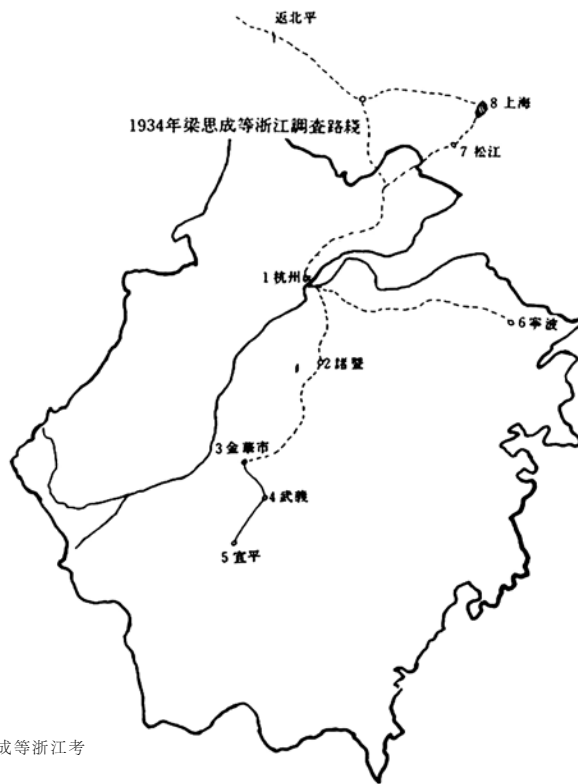 返北平
8 上海
1934年梁思成等浙江調查路綫
7 松江
1 杭州
6 寧波
2 諸暨
3 金華市
4 武義
5 宣平
成等浙江考